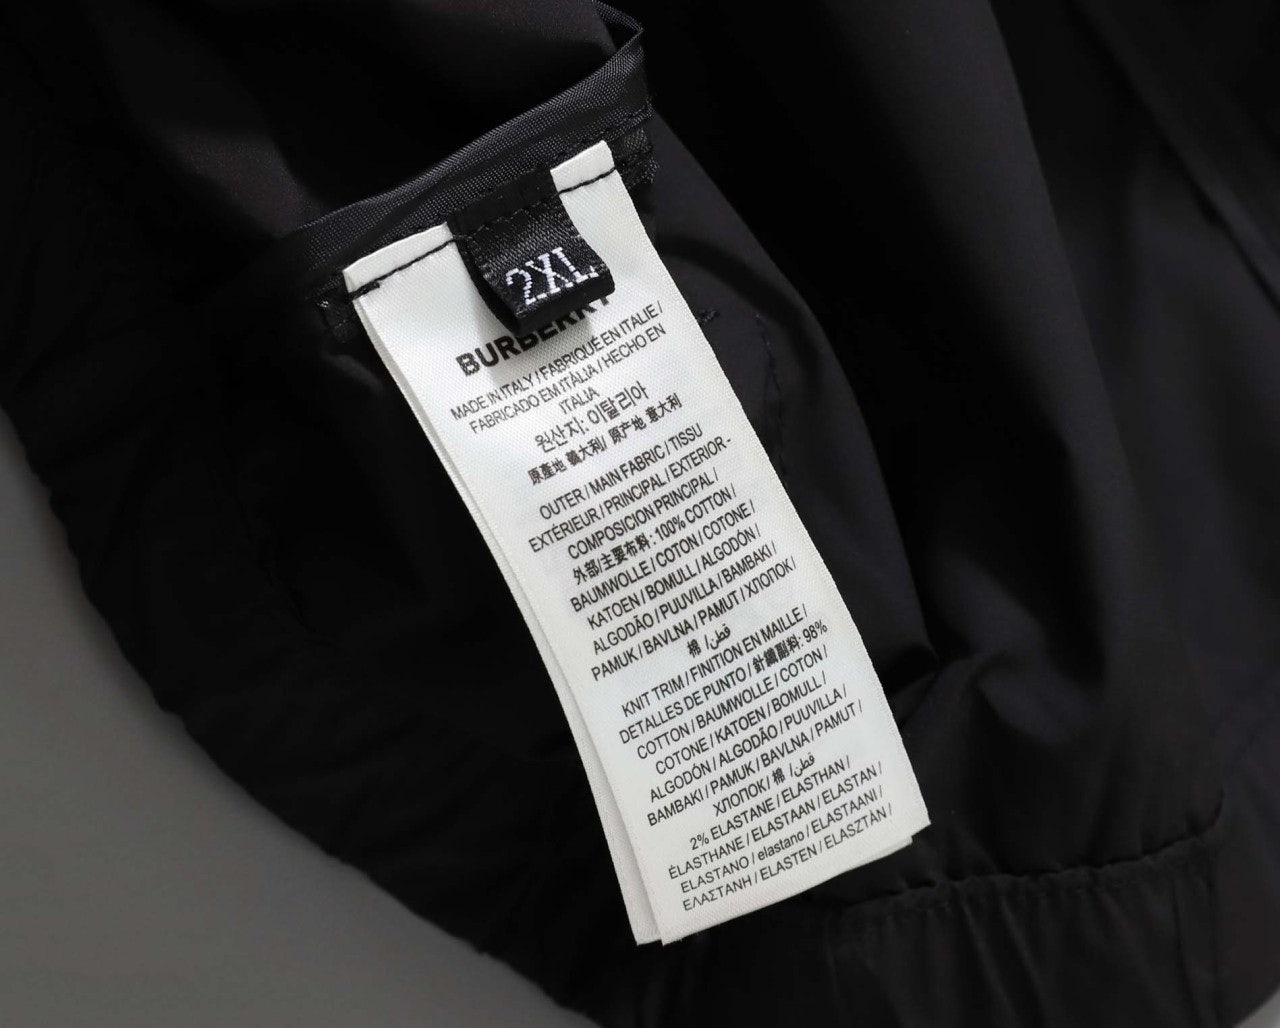 2XL
BURBERRY
MADE IN ITALY / FABRIQUÉ EN ITALIE /
FABRICADO EM ITÁLIA / HECHO EN
ITALIA
원산지: 이탈리아
原產地 義大利/ 原产地 意大利
OUTER / MAIN FABRIC / TISSU
EXTÉRIEUR / PRINCIPAL / EXTERIOR -
COMPOSICION PRINCIPAL /
外部/主要布料: 100% COTTON /
BAUMWOLLE / COTON / COTONE /
KATOEN / BOMULL / ALGODÓN /
ALGODÃO / PUUVILLA / BAMBAKI /
PAMUK / BAVLNA / PAMUT / ХЛОПОК/
棉 /قطن
KNIT TRIM / FINITION EN MAILLE /
DETALLES DE PUNTO / 針織副料: 98%
COTTON / BAUMWOLLE / COTON /
COTONE / KATOEN / BOMULL /
ALGODÓN / ALGODÃO / PUUVILLA /
BAMBAKI / PAMUK / BAVLNA / PAMUT /
ХЛОПОК/ 棉 /قطن
2% ELASTANE / ELASTHAN /
ÉLASTHANE / ELASTAAN / ELASTAN /
ELASTANO / elastano / ELASTAANI /
ΕΛΑΣΤΑΝΗ / ELASTEN / ELASZTÁN /